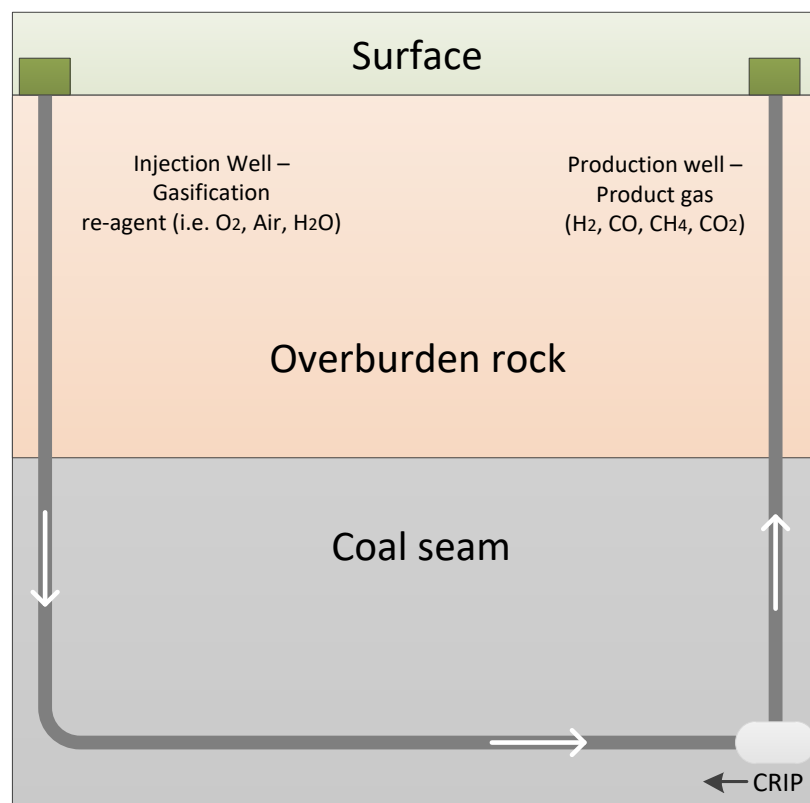 Surface
Injection Well –
Gasification
re-agent (i.e. O2, Air, H2O)
Production well –
Product gas
(H2, CO, CH4, CO2)
Overburden rock
Coal seam
CRIP